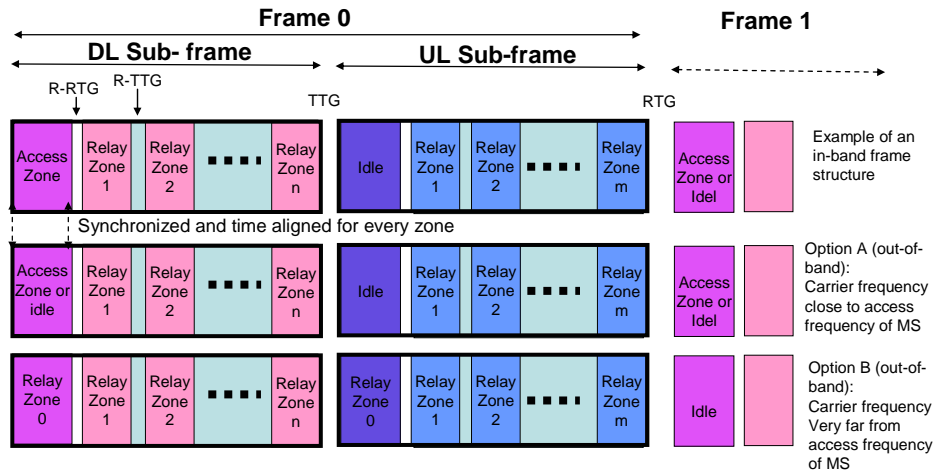 Frame 0
Frame 1
DL Sub- frame
UL Sub-frame
R-RTG
R-TTG
TTG
RTG
Access
Zone
Relay
Zone
1
Relay
Zone
2
Relay
Zone
n
Idle
Relay
Zone
1
Relay
Zone
2
Relay
Zone
m
Access
Zone or
Idel
Example of an
in-band frame
structure
Synchronized and time aligned for every zone
Access
Zone or
idle
Relay
Zone
1
Relay
Zone
2
Relay
Zone
n
Idle
Relay
Zone
1
Relay
Zone
2
Relay
Zone
m
Access
Zone or
Idel
Option A (out-of-
band):
Carrier frequency
close to access
frequency of MS
Relay
Zone
0
Relay
Zone
1
Relay
Zone
2
Relay
Zone
n
Relay
Zone
0
Relay
Zone
1
Relay
Zone
2
Relay
Zone
m
Idle
Option B (out-of-
band):
Carrier frequency
Very far from
access frequency
of MS